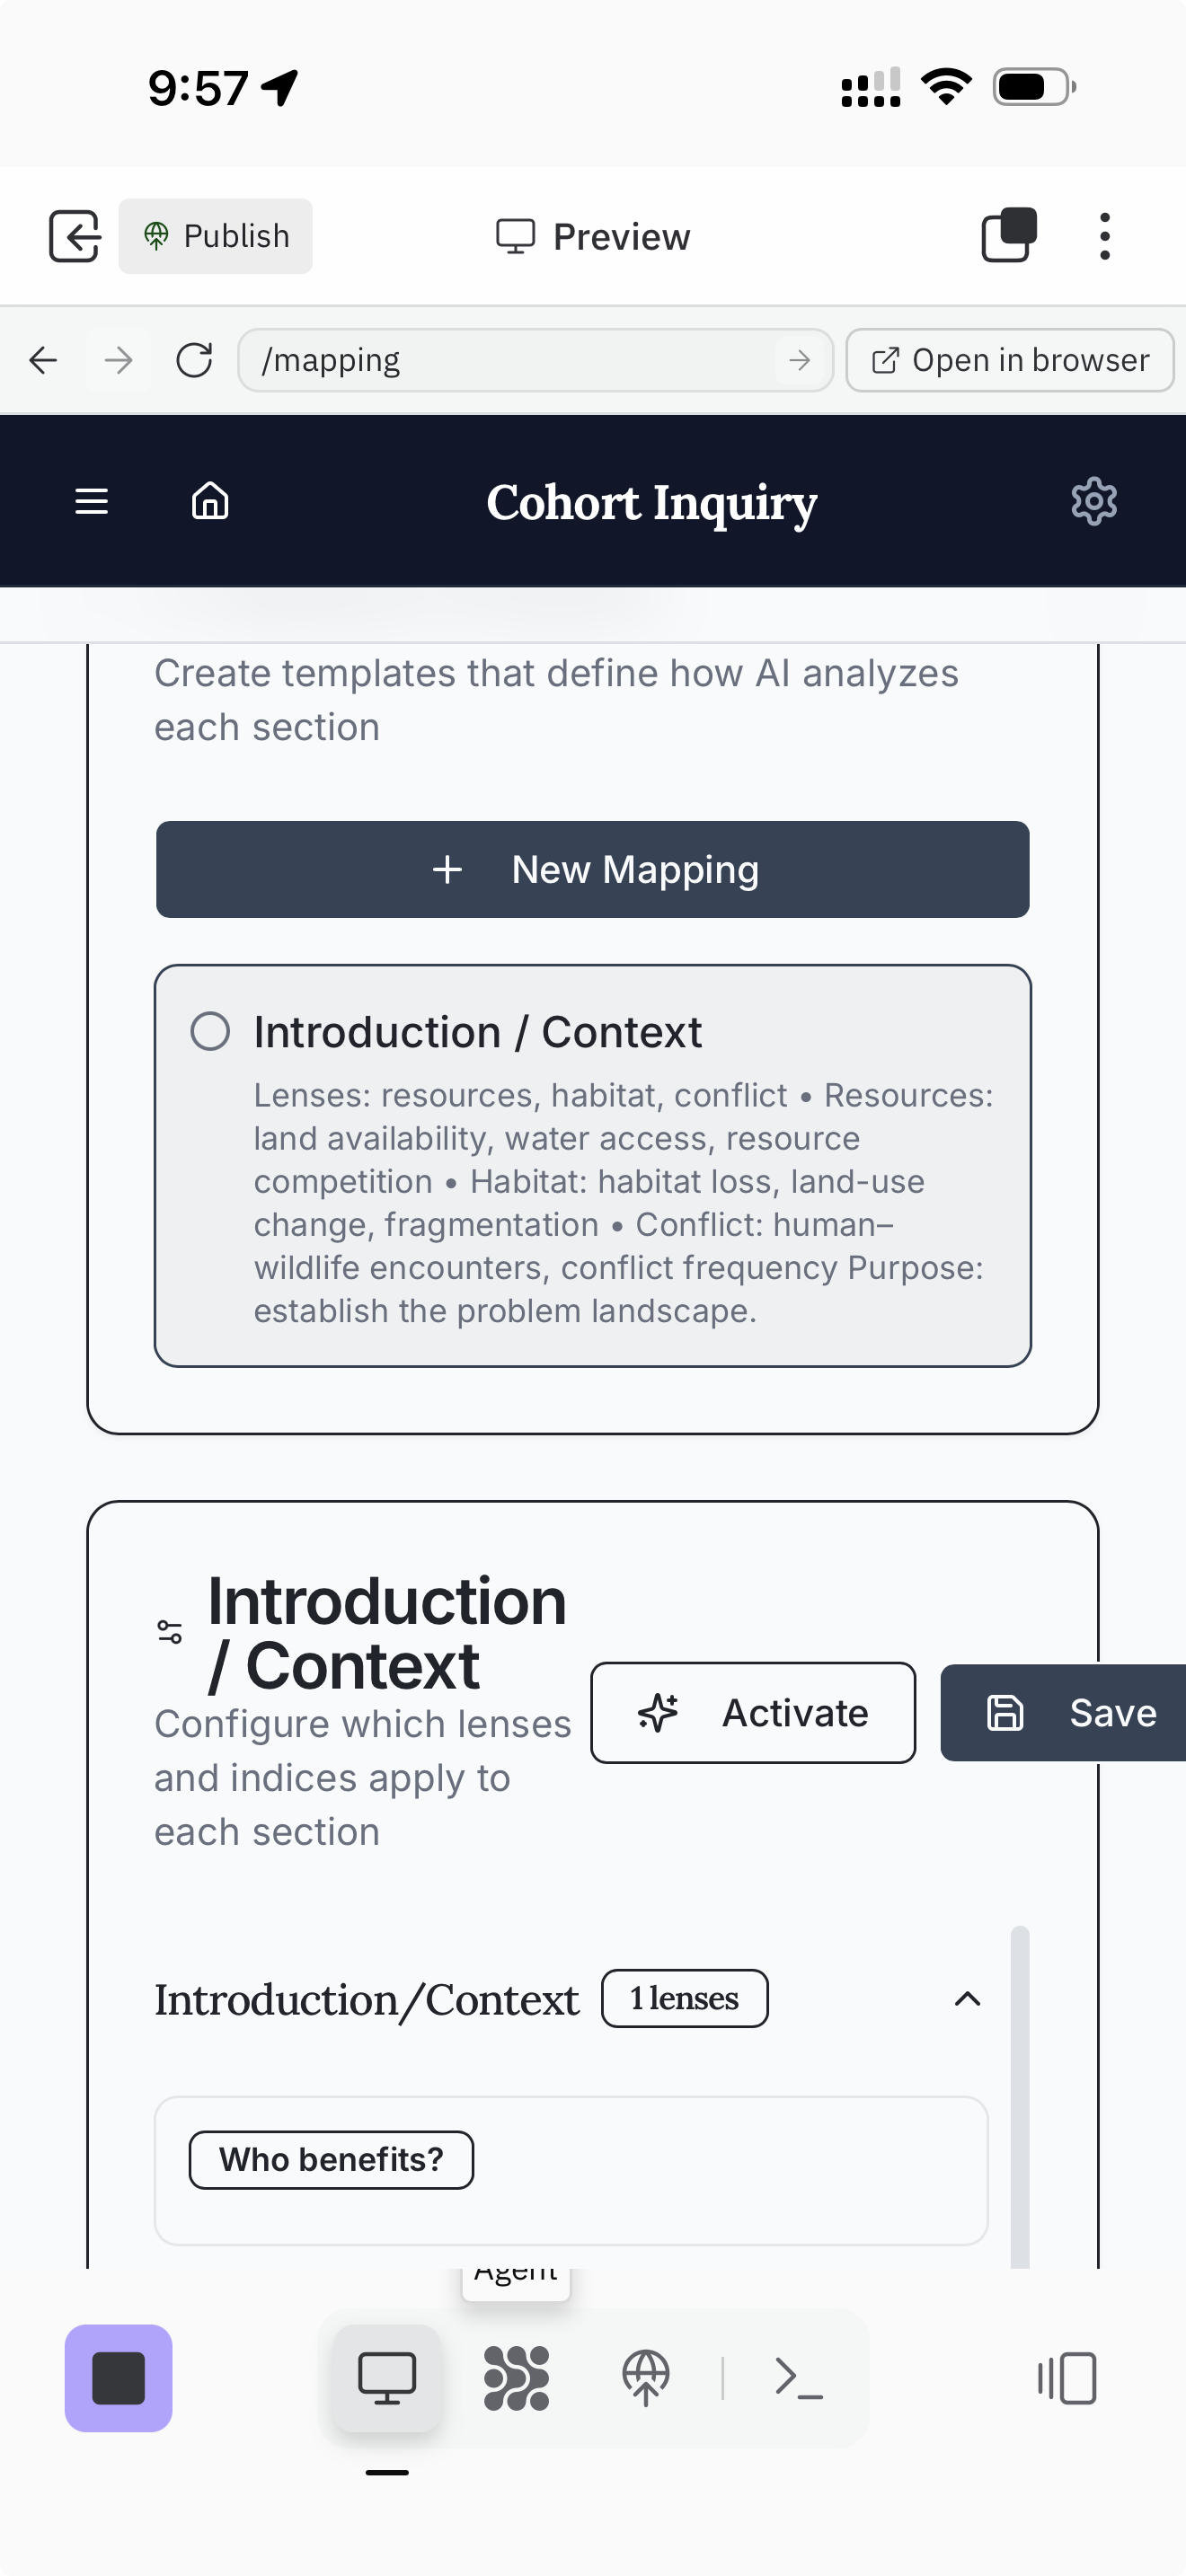 9:57
Publish
Preview
/mapping
Open in browser
Cohort Inquiry
Create templates that define how AI analyzes
each section
+ New Mapping
Introduction / Context
Lenses: resources, habitat, conflict • Resources:
land availability, water access, resource
competition • Habitat: habitat loss, land-use
change, fragmentation • Conflict: human–
wildlife encounters, conflict frequency Purpose:
establish the problem landscape.
Introduction
/ Context
Configure which lenses
and indices apply to
each section
Activate
Save
Introduction/Context
1 lenses
Who benefits?
Agent